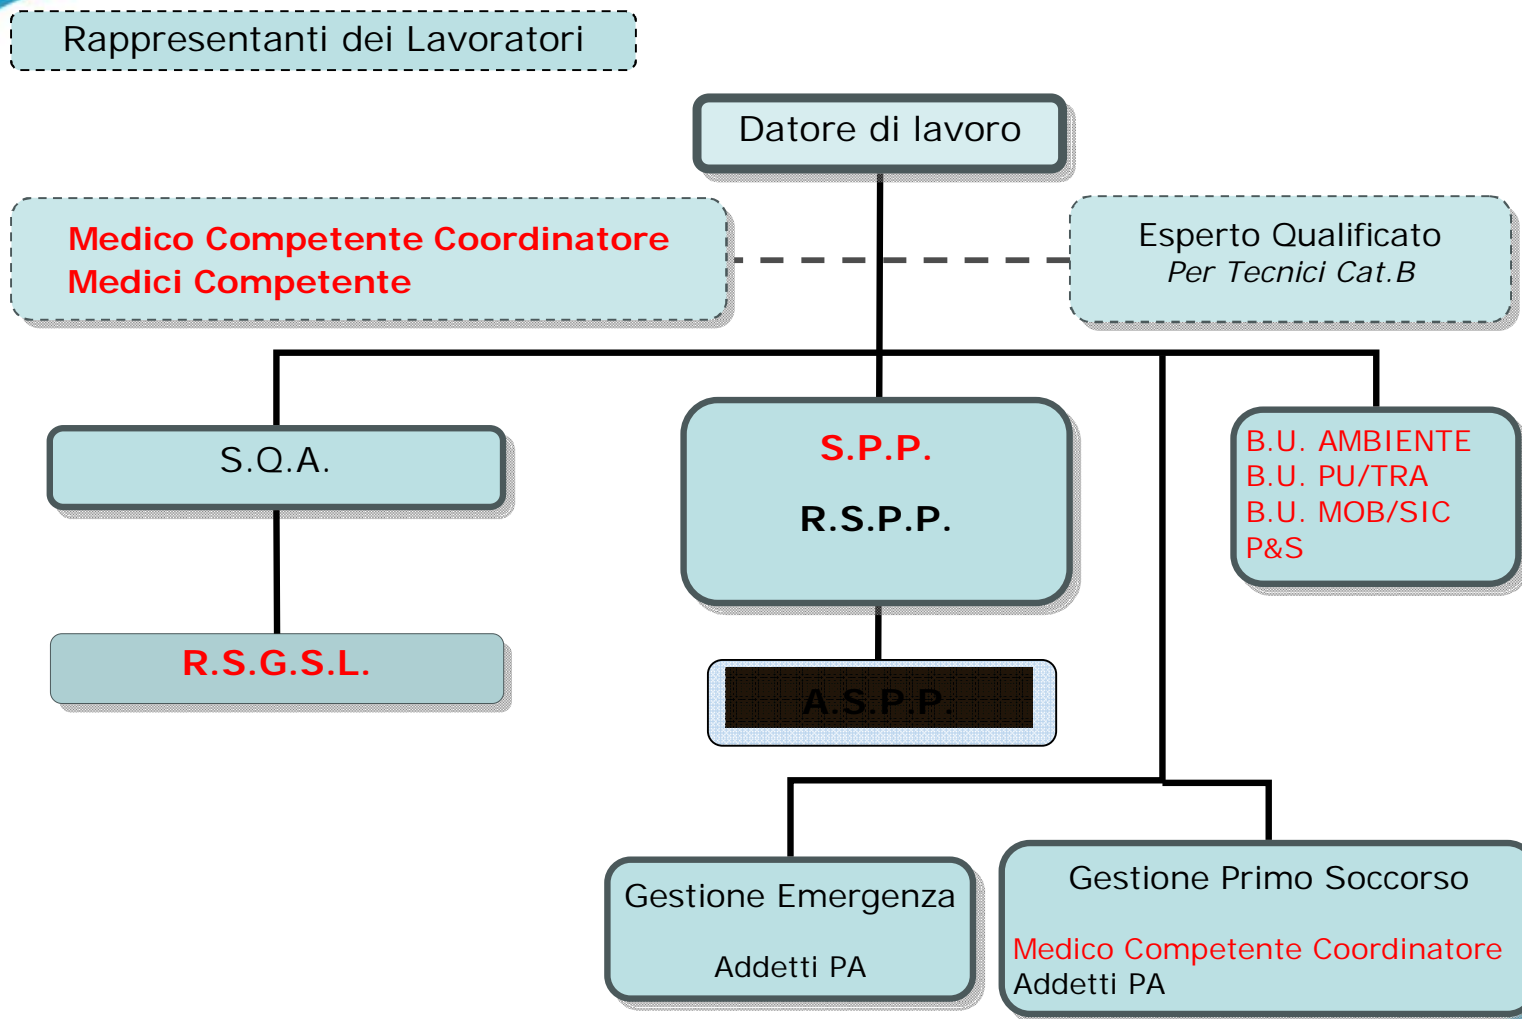 Rappresentanti dei Lavoratori
Datore di lavoro
Medico Competente Coordinatore
Medici Competente
Esperto Qualificato
Per Tecnici Cat.B
S.Q.A.
S.P.P.
R.S.P.P.
B.U. AMBIENTE
B.U. PU/TRA
B.U. MOB/SIC
P&S
R.S.G.S.L.
A.S.P.P.
Gestione Emergenza
Addetti PA
Gestione Primo Soccorso
Medico Competente Coordinatore
Addetti PA